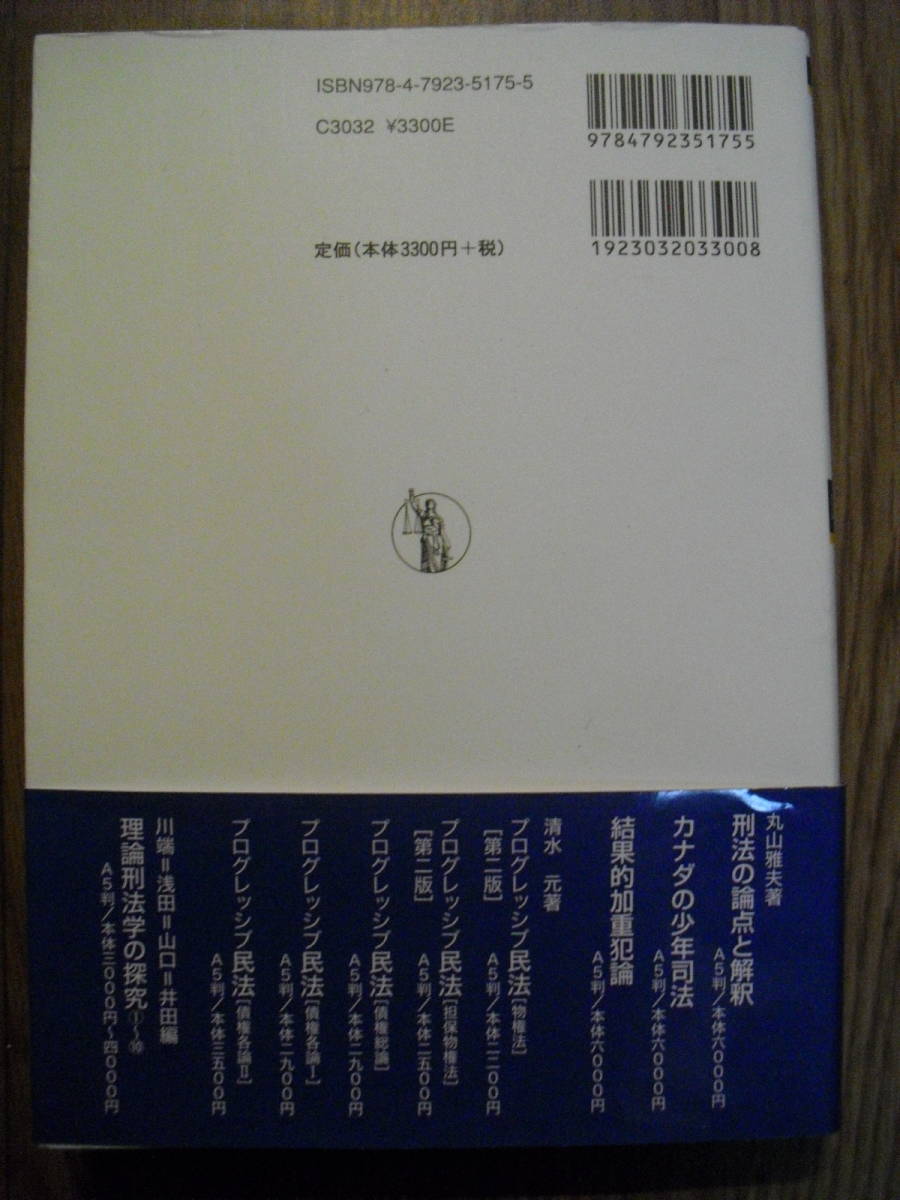 ISBN978-4-7923-5175-5
C3032 ¥3300E
定価(本体3300円+税)
9784792351755
1923032033008
丸山雅夫著
刑法の論点と解釈
A5判/本体六〇〇〇円
カナダの少年司法
A5判/本体六〇〇〇円
結果的加重犯論
A5判/本体六〇〇〇円
清水 元著
プログレッシブ民法[物権法]
[第二版]
A5判/本体二二〇〇円
プログレッシブ民法[担保物権法]
[第二版]
A5判/本体二五〇〇円
プログレッシブ民法[債権総論]
A5判/本体二九〇〇円
プログレッシブ民法[債権各論Ⅰ]
A5判/本体二九〇〇円
プログレッシブ民法[債権各論Ⅱ]
A5判/本体三五〇〇円
川端=浅田=山口=井田編
理論刑法学の探究①~⑩
A5判/本体三〇〇〇円~四〇〇〇円